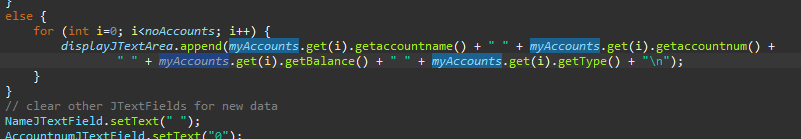 }
else {
for (int i=0; i<noAccounts; i++) {
displayJTextArea.append(myAccounts.get(i).getaccountname() + " " + myAccounts.get(i).getaccountnum() +
" " + myAccounts.get(i).getBalance() + " " + myAccounts.get(i).getType() + "\n");
}
}
// clear other JTextFields for new data
NameJTextField.setText(" ");
AccountnumJTextField.setText("0");